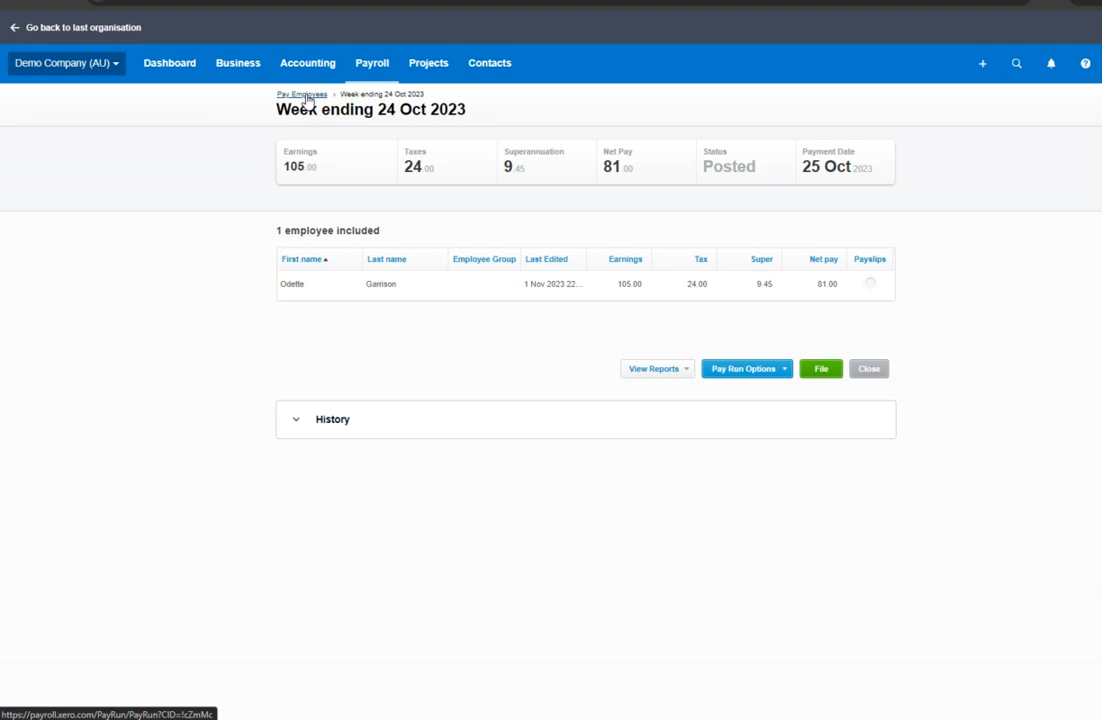 Go back to last organisation
Demo Company (AU) Dashboard Business Accounting Payroll Projects Contacts
Pay Employees › Week ending 24 Oct 2023
Week ending 24 Oct 2023
Earnings Taxes Superannuation Net Pay Status Payment Date
105.00 24.00 9.45 81.00 Posted 25 Oct 2023
1 employee included
First name Last name Employee Group Last Edited Earnings Tax Super Net pay Payslips
Odette Garrison 1 Nov 2023 22... 105.00 24.00 9.45 81.00
View Reports Pay Run Options File Close
History
https://payroll.xero.com/PayRun/PayRun?CID=!cZmMc